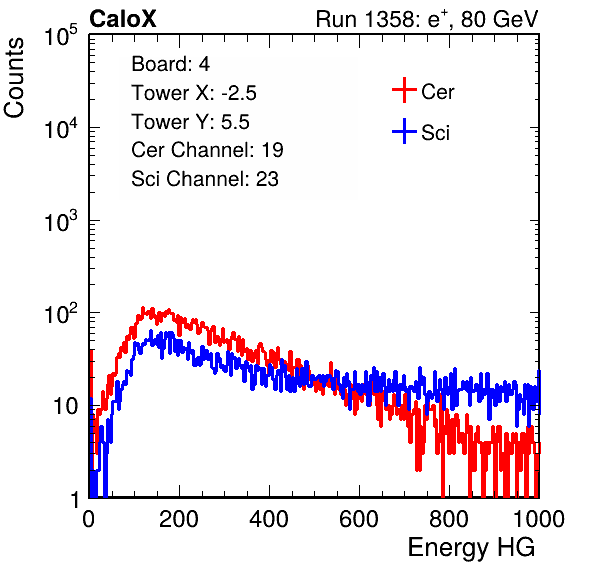 CaloX Run 1358: e⁺, 80 GeV
Counts
10⁵
10⁴
10³
10²
10
1
Board: 4
Tower X: -2.5
Tower Y: 5.5
Cer Channel: 19
Sci Channel: 23
Cer
Sci
0 200 400 600 800 1000
Energy HG